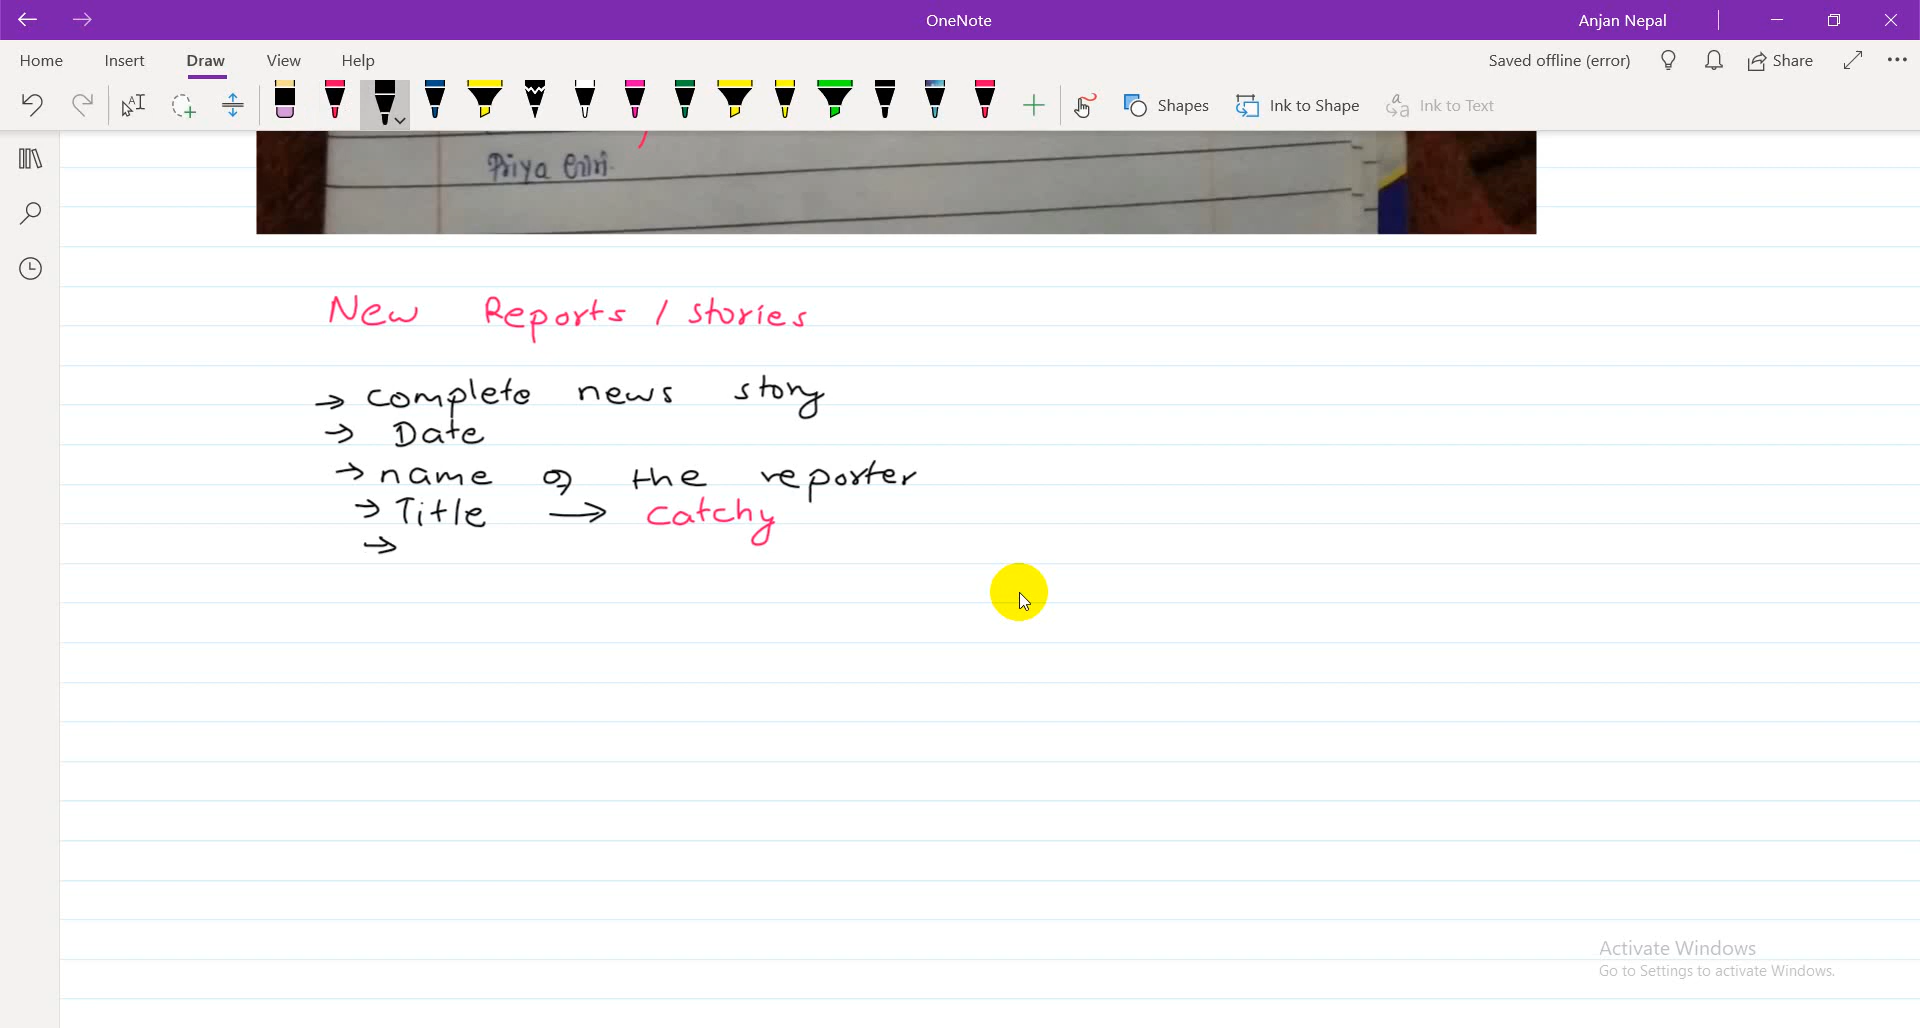 OneNote
Anjan Nepal
Home Insert Draw View Help
Saved offline (error)
Share
Shapes
Ink to Shape
Ink to Text
Priya Giri.
New Reports / stories
→ complete news story
→ Date
→ name of the reporter
→ Title → catchy
→
Activate Windows
Go to Settings to activate Windows.